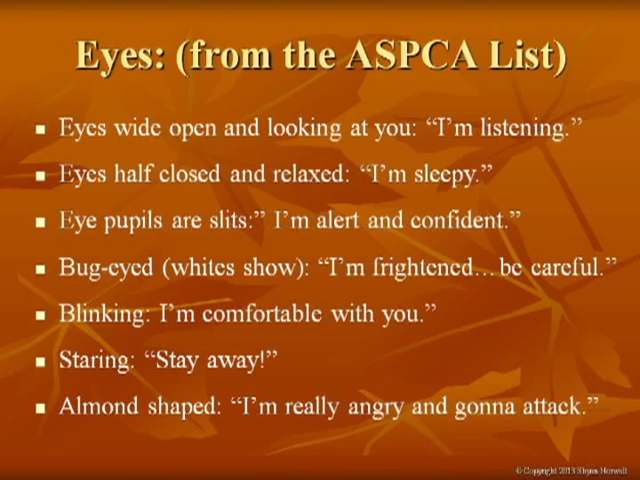 Eyes: (from the ASPCA List)
Eyes wide open and looking at you: “I’m listening.”
Eyes half closed and relaxed: “I’m sleepy.”
Eye pupils are slits:” I’m alert and confident.”
Bug-eyed (whites show): “I’m frightened…be careful.”
Blinking: I’m comfortable with you.”
Staring: “Stay away!”
Almond shaped: “I’m really angry and gonna attack.”
© Copyright 2013